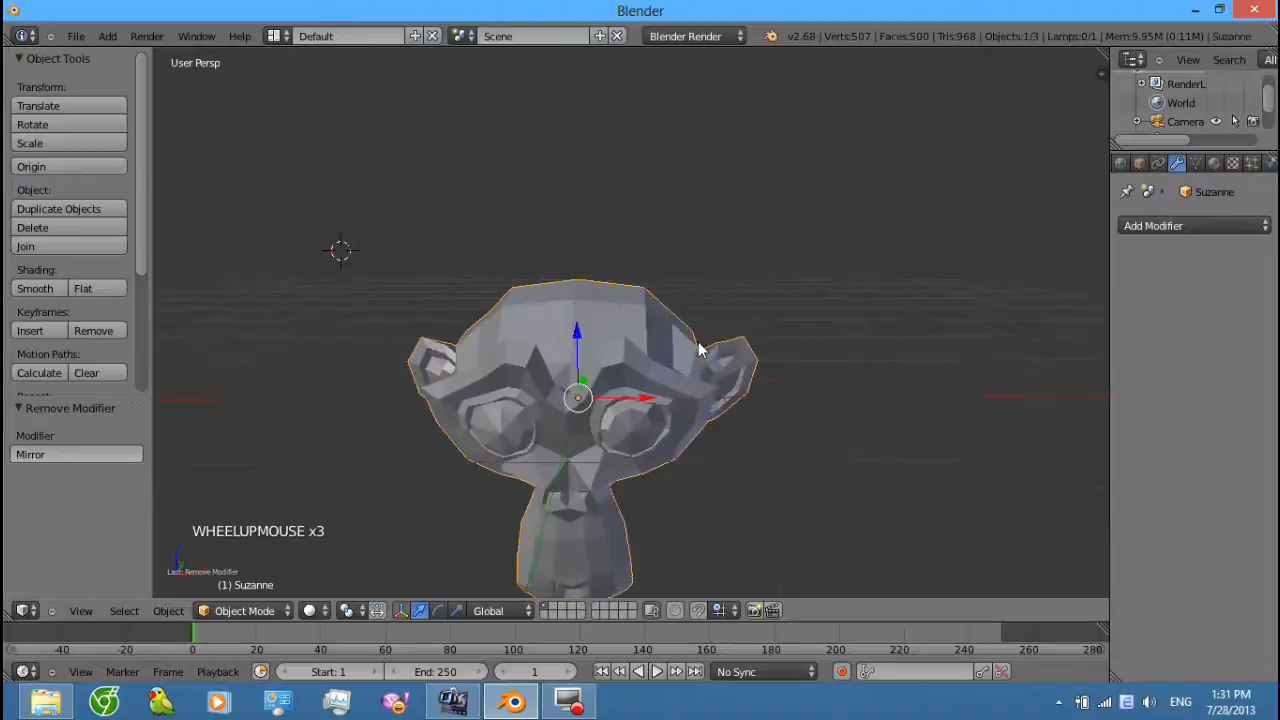 Blender
File Add Render Window Help Default Scene Blender Render v2.68 | Verts:507 | Faces:500 | Tris:968 | Objects:1/3 | Lamps:0/1 | Mem:9.95M (0.11M) | Suzanne
Object Tools
Transform:
Translate
Rotate
Scale
Origin
Object:
Duplicate Objects
Delete
Join
Shading:
Smooth Flat
Keyframes:
Insert Remove
Motion Paths:
Calculate Clear
Remove Modifier
Modifier
Mirror
User Persp
WHEELUPMOUSE x3
Last: Remove Modifier
(1) Suzanne
View Search All
RenderL
World
Camera
Suzanne
Add Modifier
View Select Object Object Mode Global
-40 -20 0 20 40 60 80 100 120 140 160 180 200 220 240 260 280
View Marker Frame Playback Start: 1 End: 250 1 No Sync
ENG
1:31 PM
7/28/2013